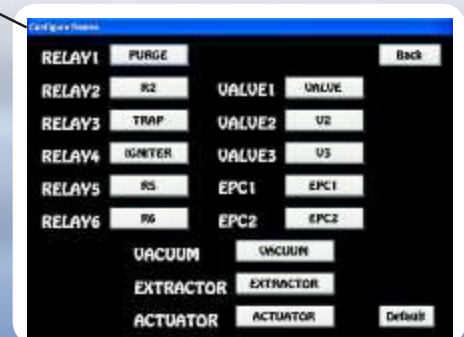 Configure Names
RELAY1 PURGE Back
RELAY2 R2 VALVE1 VALVE
RELAY3 TRAP VALVE2 V2
RELAY4 IGNITER VALVE3 V3
RELAY5 R5 EPC1 EPC1
RELAY6 R6 EPC2 EPC2
VACUUM VACUUM
EXTRACTOR EXTRACTOR
ACTUATOR ACTUATOR Default